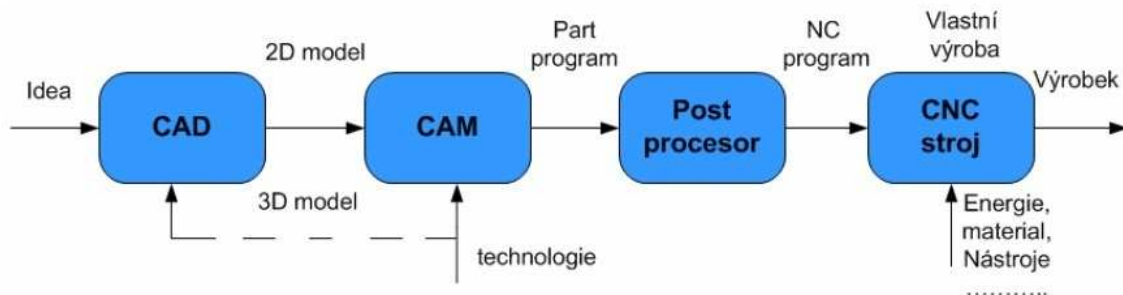 Idea
CAD
2D model
3D model
CAM
technologie
Part
program
Post
procesor
NC
program
Vlastní
výroba
CNC
stroj
Výrobek
Energie,
material,
Nástroje
...........